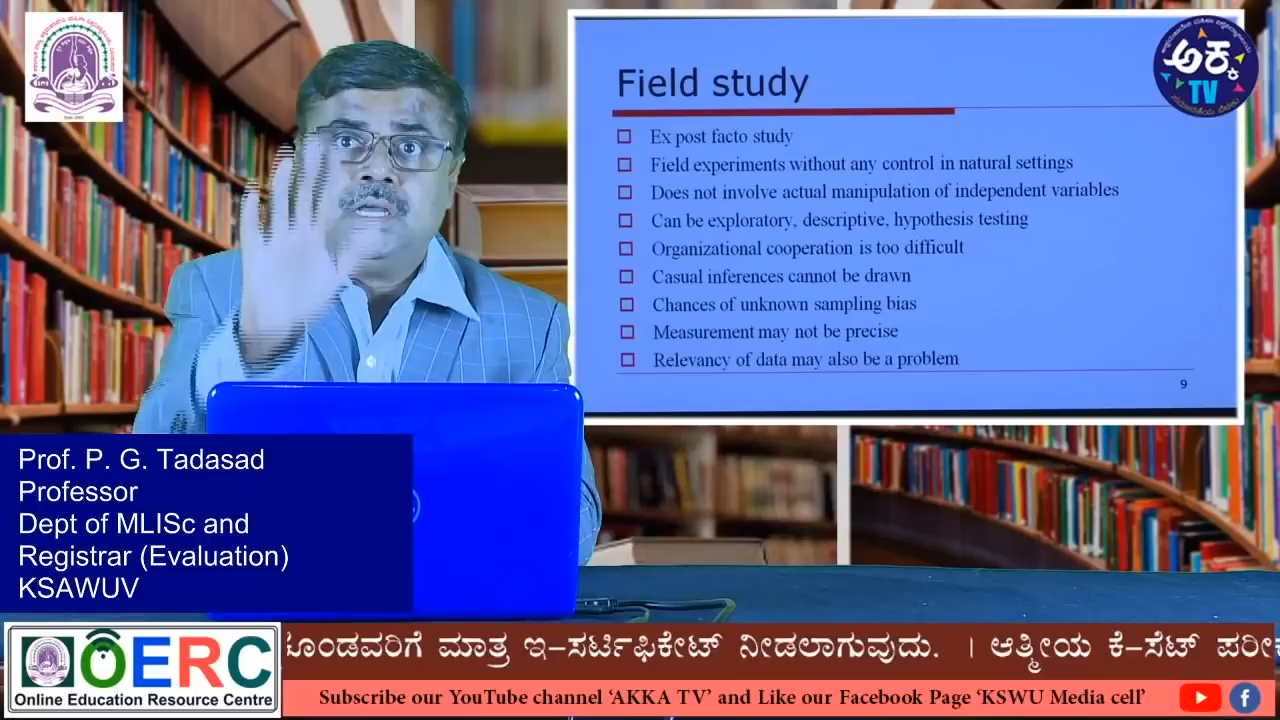 Field study
Ex post facto study
Field experiments without any control in natural settings
Does not involve actual manipulation of independent variables
Can be exploratory, descriptive, hypothesis testing
Organizational cooperation is too difficult
Casual inferences cannot be drawn
Chances of unknown sampling bias
Measurement may not be precise
Relevancy of data may also be a problem
9
ಅಕ್ಕ
TV
Prof. P. G. Tadasad
Professor
Dept of MLISc and
Registrar (Evaluation)
KSAWUV
OERC
Online Education Resource Centre
ಕೊಂಡವರಿಗೆ ಮಾತ್ರ ಇ-ಸರ್ಟಿಫಿಕೇಟ್ ನೀಡಲಾಗುವುದು. । ಆತ್ಮೀಯ ಕೆ-ಸೆಟ್
Subscribe our YouTube channel ‘AKKA TV’ and Like our Facebook Page ‘KSWU Media cell’